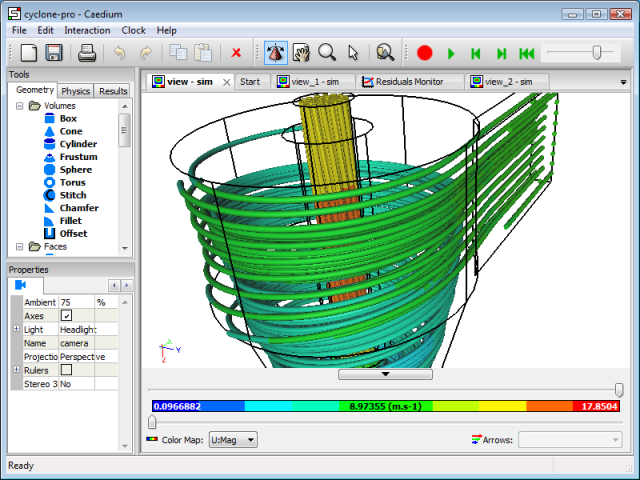 cyclone-pro - Caedium
File Edit Interaction Clock Help
Tools
Geometry Physics Results
Volumes
Box
Cone
Cylinder
Frustum
Sphere
Torus
Stitch
Chamfer
Fillet
Offset
Faces
view - sim Start view_1 - sim Residuals Monitor view_2 - sim
Properties
Ambient 75 %
Axes
Light Headlight
Name camera
Projectio Perspective
Rulers
Stereo 3 No
Y
Z
0.0966882 8.97355 (m.s-1) 17.8504
Color Map: U:Mag Arrows:
Ready